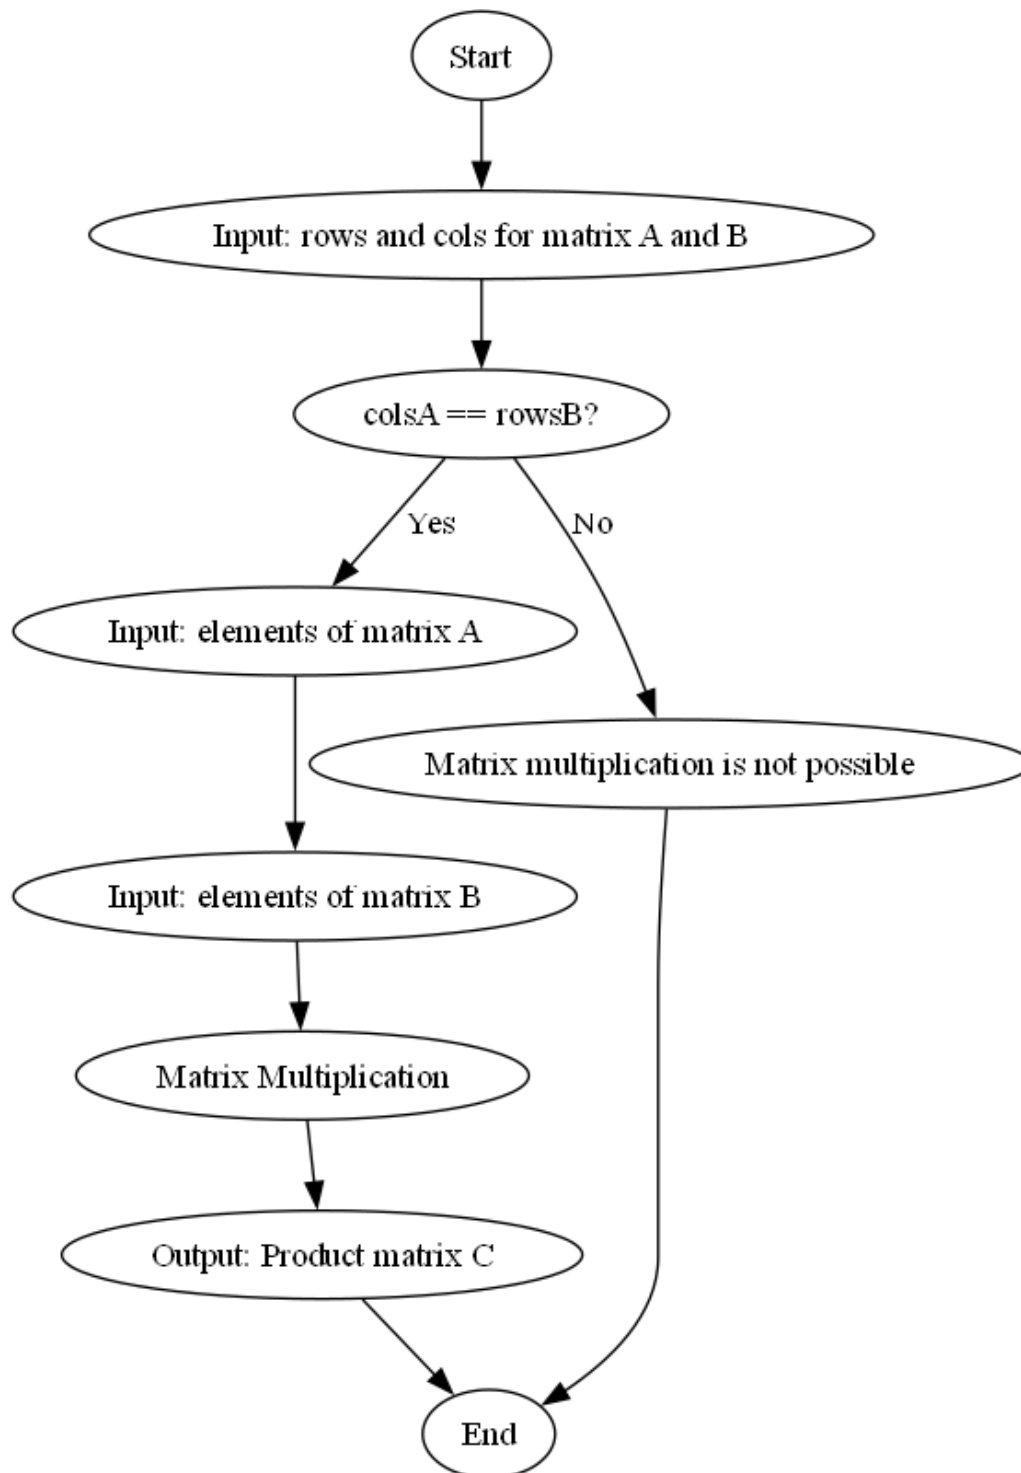 Start
Input: rows and cols for matrix A and B
colsA == rowsB?
Yes
No
Input: elements of matrix A
Matrix multiplication is not possible
Input: elements of matrix B
Matrix Multiplication
Output: Product matrix C
End